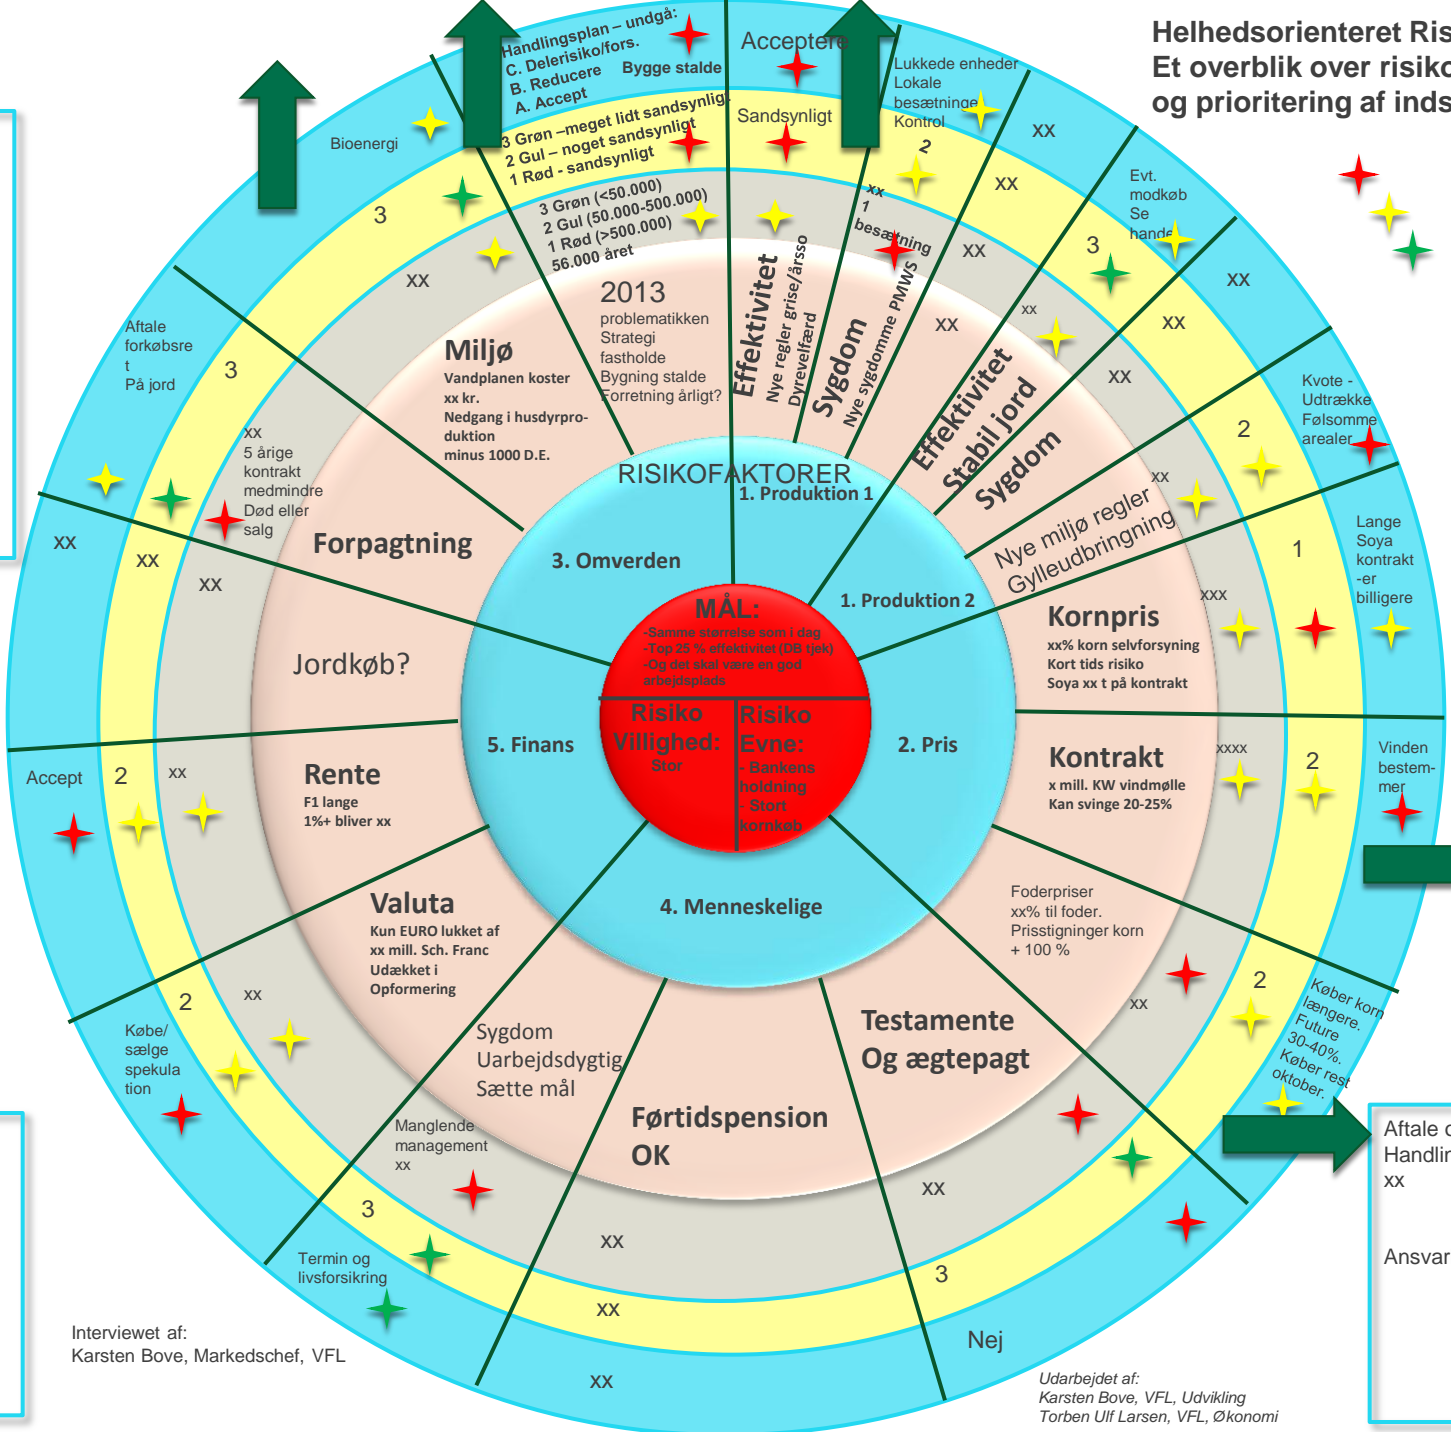 Helhedsorienteret Ris
Et overblik over risiko
og prioritering af inds
Handlingsplan – undgå:
C. Delerisiko/fors.
B. Reducere
A. Accept
Bygge stalde
3 Grøn –meget lidt sandsynligt
2 Gul – noget sandsynligt
1 Rød - sandsynligt
3 Grøn (<50.000)
2 Gul (50.000-500.000)
1 Rød (>500.000)
56.000 året
2013
problematikken
Strategi
fastholde
Bygning stalde
Forretning årligt?
Acceptere
Sandsynligt
Effektivitet
Nye regler grise/årsso
Dyrevelfærd
Lukkede enheder
Lokale
besætninge
Kontrol
2
xx
1
besætning
Sygdom
Nye sygdomme PMWS
xx
xx
xx
xx
Evt.
modkøb
Se
handel
3
xx
Effektivitet
Stabil jord
xx
xx
xx
Sygdom
Kvote -
Udtrække
Følsomme
arealer
2
xx
Nye miljø regler
Gylleudbringning
Lange
Soya
kontrakt
-er
billigere
1
xxx
Kornpris
xx% korn selvforsyning
Kort tids risiko
Soya xx t på kontrakt
Vinden
bestem-
mer
2
xxxx
Kontrakt
x mill. KW vindmølle
Kan svinge 20-25%
Køber korn
længere.
Future
30-40%.
Køber rest
oktober.
2
xx
Foderpriser
xx% til foder.
Prisstigninger korn
+ 100 %
Testamente
Og ægtepagt
xx
3
Nej
Førtidspension
OK
xx
xx
xx
Sygdom
Uarbejdsdygtig
Sætte mål
Manglende
management
xx
3
Termin og
livsforsikring
Valuta
Kun EURO lukket af
xx mill. Sch. Franc
Udækket i
Opformering
xx
2
Købe/
sælge
spekula
tion
Rente
F1 lange
1%+ bliver xx
xx
2
Accept
Jordkøb?
xx
xx
xx
Forpagtning
xx
5 årige
kontrakt
medmindre
Død eller
salg
3
Aftale
forkøbsre
t
På jord
Miljø
Vandplanen koster
xx kr.
Nedgang i husdyrpro-
duktion
minus 1000 D.E.
xx
3
Bioenergi
RISIKOFAKTORER
1. Produktion 1
1. Produktion 2
2. Pris
4. Menneskelige
5. Finans
3. Omverden
MÅL:
-Samme størrelse som i dag
-Top 25 % effektivitet (DB tjek)
-Og det skal være en god
arbejdsplads
Risiko
Villighed:
Stor
Risiko
Evne:
- Bankens
holdning
- Stort
kornkøb
Aftale o
Handlin
xx
Ansvar
Interviewet af:
Karsten Bove, Markedschef, VFL
Udarbejdet af:
Karsten Bove, VFL, Udvikling
Torben Ulf Larsen, VFL, Økonomi